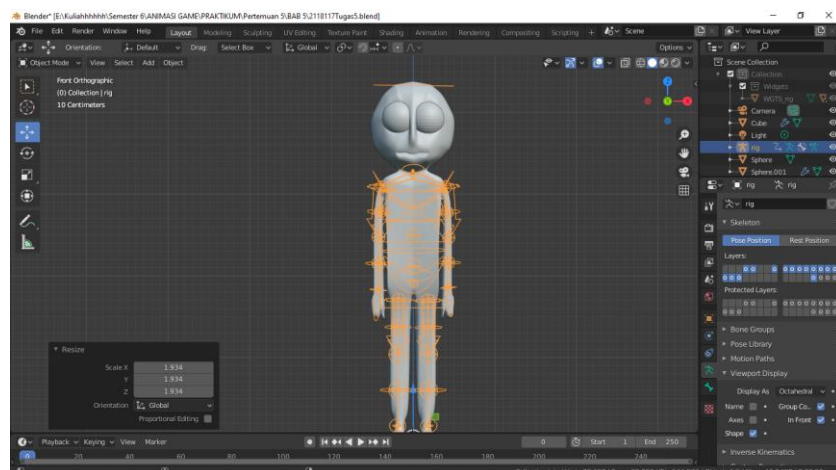 Blender* [E:\Kuliahhhhhh\Semester 6\ANIMASI GAME\PRAKTIKUM\Pertemuan 5\BAB 5\2118117Tugas5.blend]
File Edit Render Window Help Layout Modeling Sculpting UV Editing Texture Paint Shading Animation Rendering Compositing Scripting + Scene View Layer
Orientation: Default Drag: Select Box Global Options
Object Mode View Select Add Object
Front Orthographic
(0) Collection | rig
10 Centimeters
Scene Collection
Collection
Widgets
WGTS_rig
Camera
Cube
Light
rig
Sphere
Sphere.001
rig rig
rig
Skeleton
Pose Position Rest Position
Layers:
Protected Layers:
Bone Groups
Pose Library
Motion Paths
Viewport Display
Display As Octahedral
Name Group Co..
Axes In Front
Shape
Inverse Kinematics
Resize
Scale X 1.934
Y 1.934
Z 1.934
Orientation Global
Proportional Editing
Playback Keying View Marker 0 Start 1 End 250
0 20 40 60 80 100 120 140 160 180 200 220 240